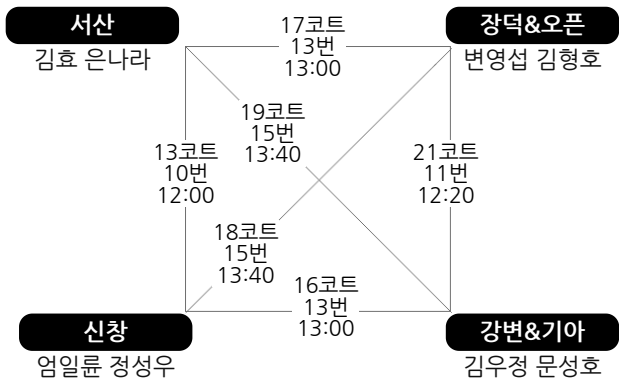 서산
김효 은나라
17코트
13번
13:00
장덕&오픈
변영섭 김형호
19코트
15번
13:40
13코트
10번
12:00
21코트
11번
12:20
18코트
15번
13:40
16코트
13번
13:00
신창
엄일륜 정성우
강변&기아
김우정 문성호